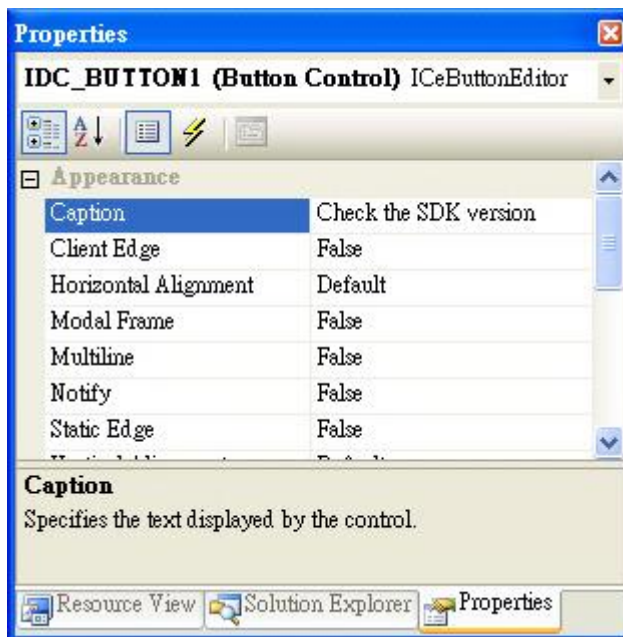 Properties
IDC_BUTTON1 (Button Control) ICeButtonEditor
Appearance
Caption Check the SDK version
Client Edge False
Horizontal Alignment Default
Modal Frame False
Multiline False
Notify False
Static Edge False
Caption
Specifies the text displayed by the control.
Resource View Solution Explorer Properties